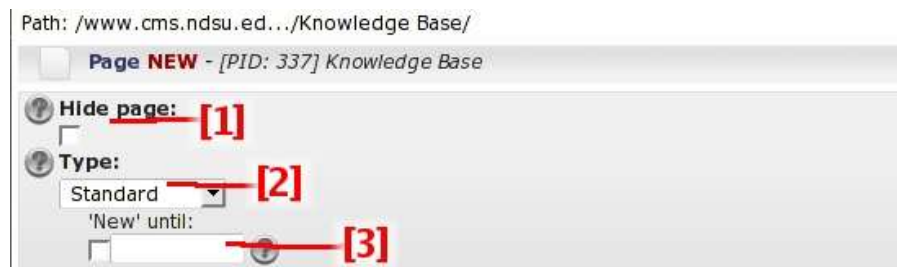 Path: /www.cms.ndsu.ed.../Knowledge Base/
Page NEW - [PID: 337] Knowledge Base
Hide page:
[1]
Type:
Standard
[2]
'New' until:
[3]